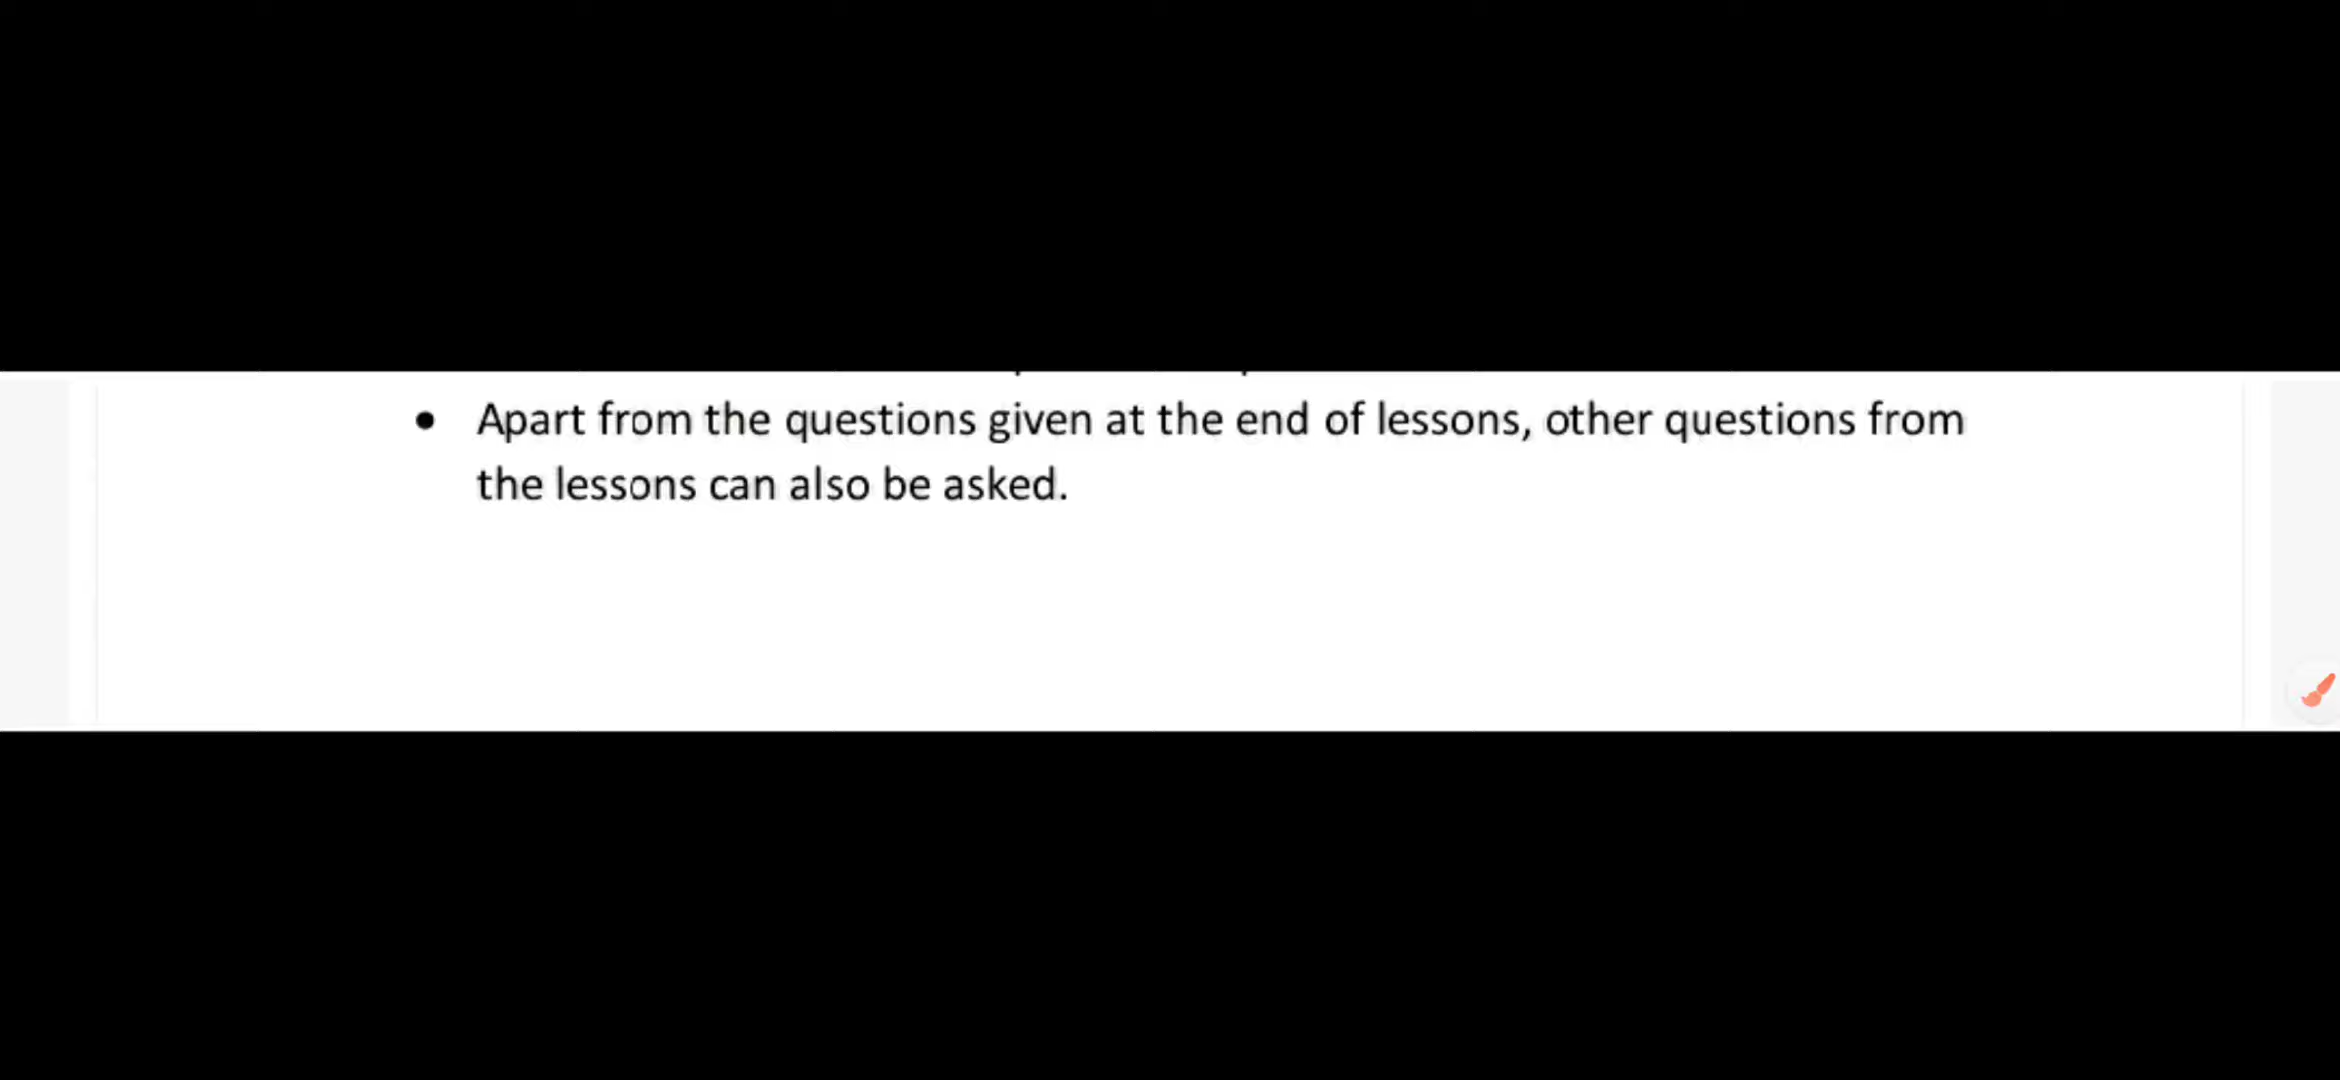 • Apart from the questions given at the end of lessons, other questions from
the lessons can also be asked.